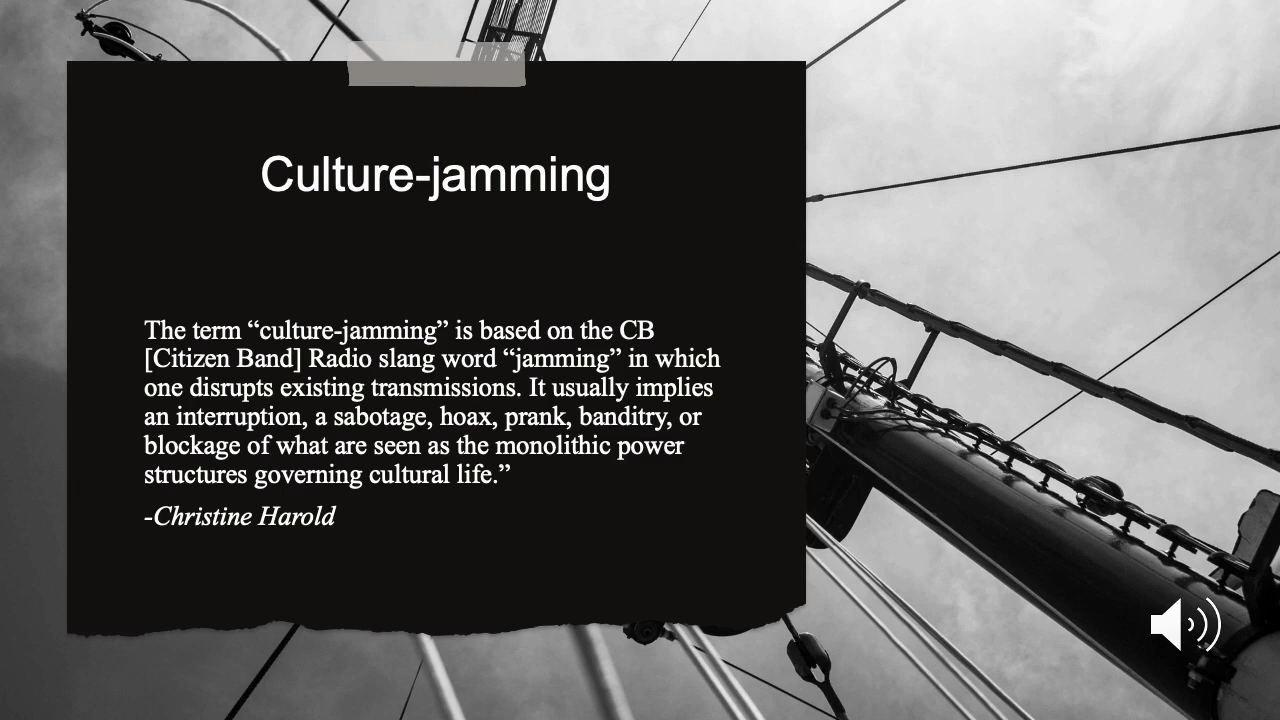 Culture-jamming
The term “culture-jamming” is based on the CB
[Citizen Band] Radio slang word “jamming” in which
one disrupts existing transmissions. It usually implies
an interruption, a sabotage, hoax, prank, banditry, or
blockage of what are seen as the monolithic power
structures governing cultural life.”
-Christine Harold